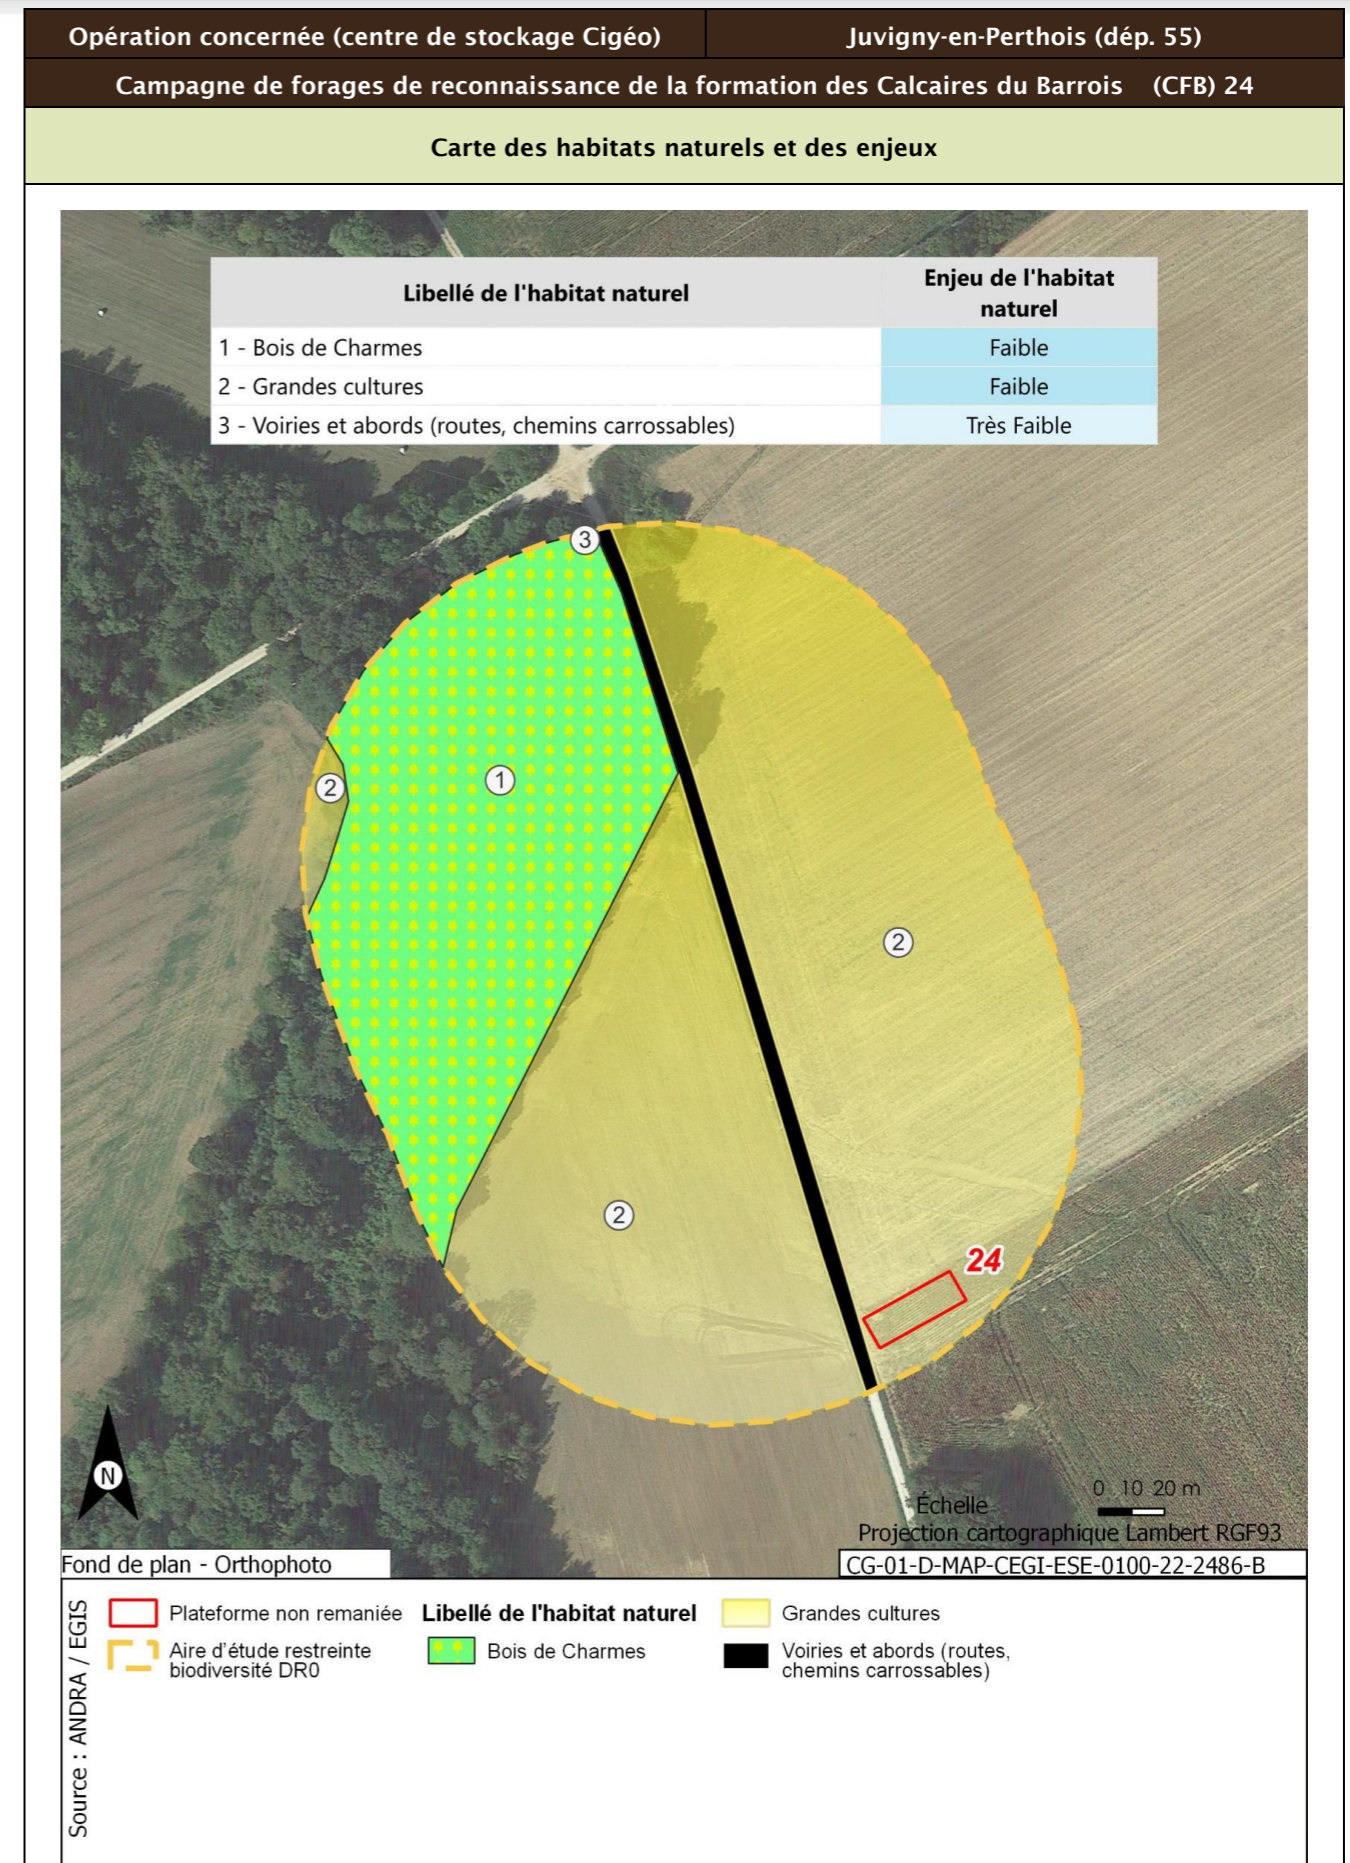 Opération concernée (centre de stockage Cigéo) Juvigny-en-Perthois (dép. 55)
Campagne de forages de reconnaissance de la formation des Calcaires du Barrois (CFB) 24
Carte des habitats naturels et des enjeux
Libellé de l'habitat naturel Enjeu de l'habitat
naturel
1 - Bois de Charmes Faible
2 - Grandes cultures Faible
3 - Voiries et abords (routes, chemins carrossables) Très Faible
3
2
1
2
2
24
N
0 10 20 m
Échelle
Projection cartographique Lambert RGF93
Fond de plan - Orthophoto CG-01-D-MAP-CEGI-ESE-0100-22-2486-B
Source : ANDRA / EGIS
Plateforme non remaniée Libellé de l'habitat naturel Grandes cultures
Aire d'étude restreinte
biodiversité DR0
Bois de Charmes
Voiries et abords (routes,
chemins carrossables)